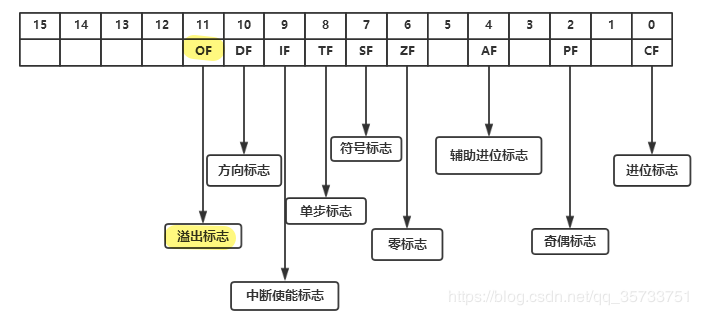 15 14 13 12 11 10 9 8 7 6 5 4 3 2 1 0
OF DF IF TF SF ZF AF PF CF
符号标志
辅助进位标志
方向标志
进位标志
单步标志
溢出标志
零标志
奇偶标志
中断使能标志
https://blog.csdn.net/qq_35733751